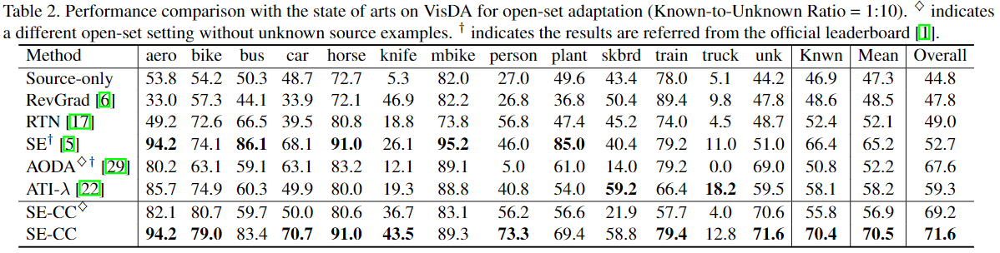 Table 2. Performance comparison with the state of arts on VisDA for open-set adaptation (Known-to-Unknown Ratio = 1:10). ◇ indicates
a different open-set setting without unknown source examples. † indicates the results are referred from the official leaderboard [1].
Method aero bike bus car horse knife mbike person plant skbrd train truck unk Knwn Mean Overall
Source-only 53.8 54.2 50.3 48.7 72.7 5.3 82.0 27.0 49.6 43.4 78.0 5.1 44.2 46.9 47.3 44.8
RevGrad [6] 33.0 57.3 44.1 33.9 72.1 46.9 82.2 26.8 36.8 50.4 89.4 9.8 47.8 48.6 48.5 47.8
RTN [17] 49.2 72.6 66.5 39.5 80.8 18.8 73.8 56.8 47.4 45.2 74.0 4.5 48.7 52.4 52.1 49.0
SE† [5] 94.2 74.1 86.1 68.1 91.0 26.1 95.2 46.0 85.0 40.4 79.2 11.0 51.0 66.4 65.2 52.7
AODA◇† [29] 80.2 63.1 59.1 63.1 83.2 12.1 89.1 5.0 61.0 14.0 79.2 0.0 69.0 50.8 52.2 67.6
ATI-λ [22] 85.7 74.9 60.3 49.9 80.0 19.3 88.8 40.8 54.0 59.2 66.4 18.2 59.5 58.1 58.2 59.3
SE-CC◇ 82.1 80.7 59.7 50.0 80.6 36.7 83.1 56.2 56.6 21.9 57.7 4.0 70.6 55.8 56.9 69.2
SE-CC 94.2 79.0 83.4 70.7 91.0 43.5 89.3 73.3 69.4 58.8 79.4 12.8 71.6 70.4 70.5 71.6